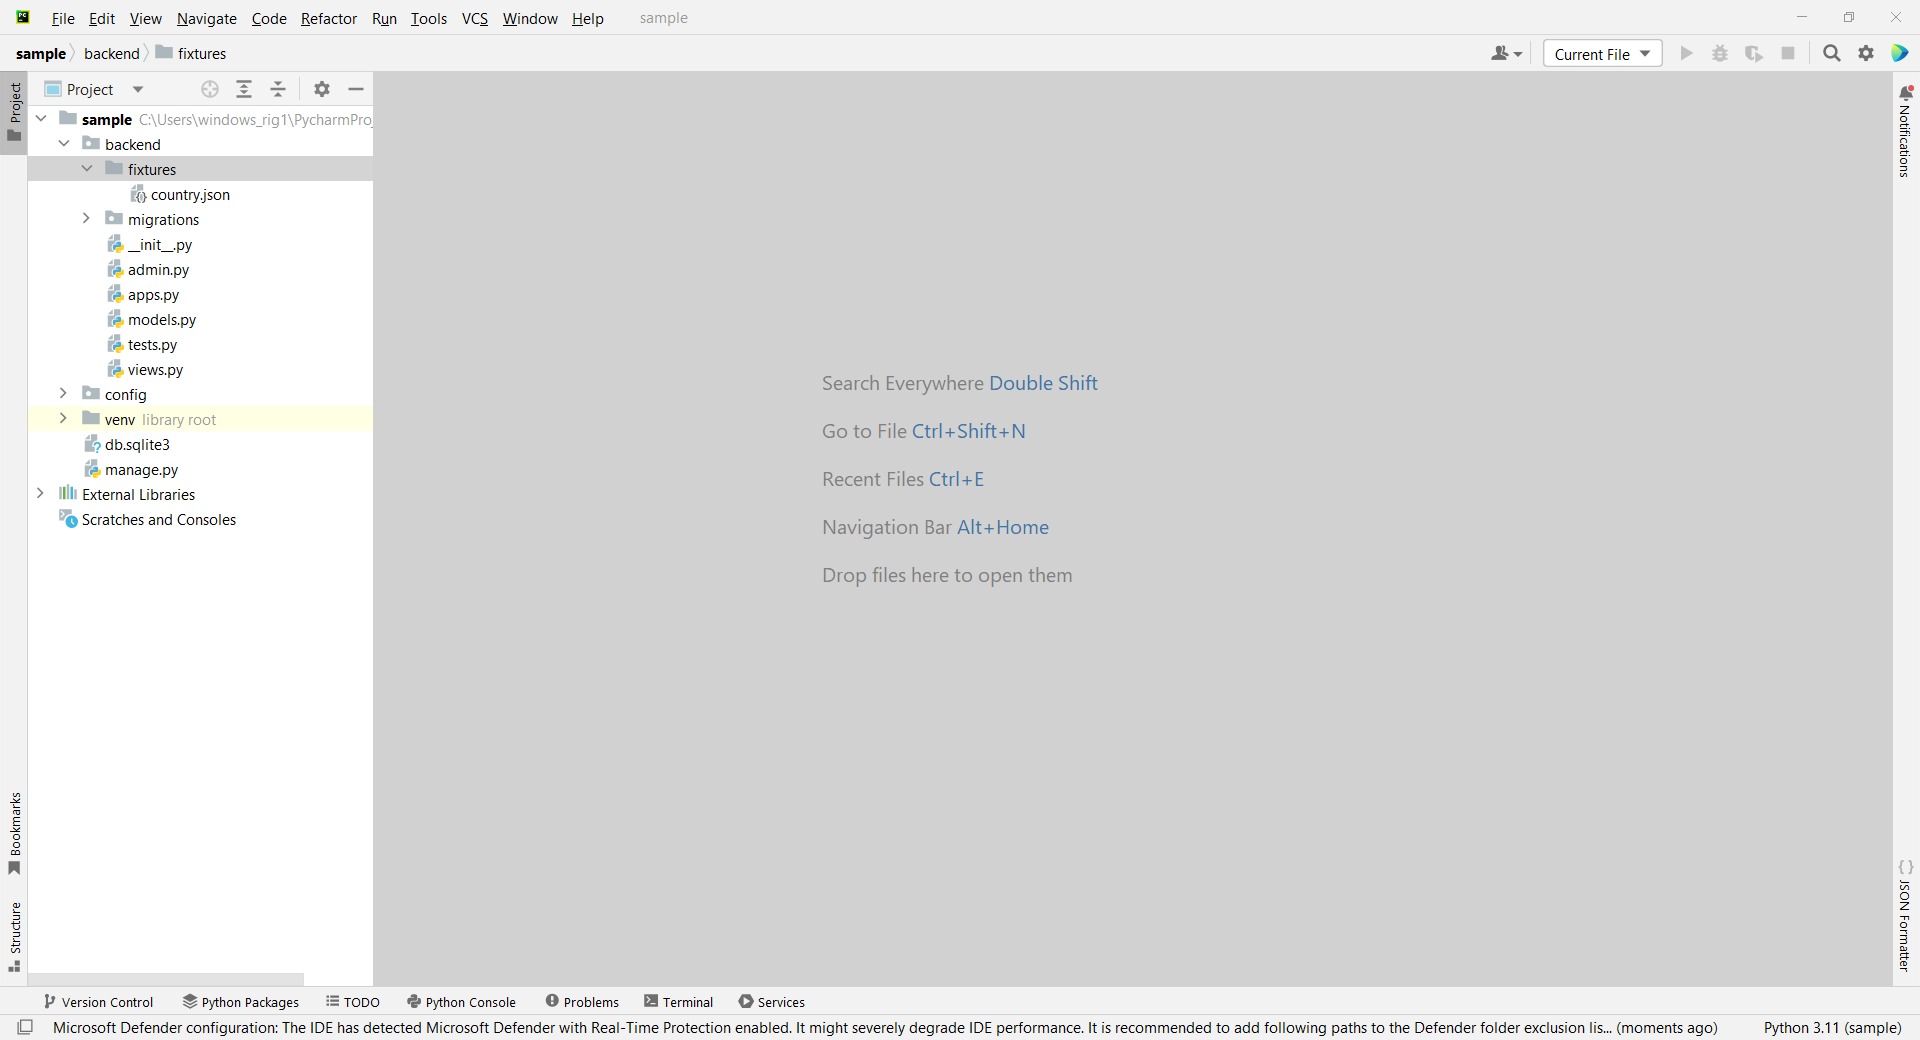 File Edit View Navigate Code Refactor Run Tools VCS Window Help sample
sample backend fixtures
Current File
Project
Project
sample C:\Users\windows_rig1\PycharmPro
backend
fixtures
country.json
migrations
__init__.py
admin.py
apps.py
models.py
tests.py
views.py
config
venv library root
db.sqlite3
manage.py
External Libraries
Scratches and Consoles
Search Everywhere Double Shift
Go to File Ctrl+Shift+N
Recent Files Ctrl+E
Navigation Bar Alt+Home
Drop files here to open them
Notifications
JSON Formatter
Bookmarks
Structure
Version Control Python Packages TODO Python Console Problems Terminal Services
Microsoft Defender configuration: The IDE has detected Microsoft Defender with Real-Time Protection enabled. It might severely degrade IDE performance. It is recommended to add following paths to the Defender folder exclusion lis... (moments ago) Python 3.11 (sample)